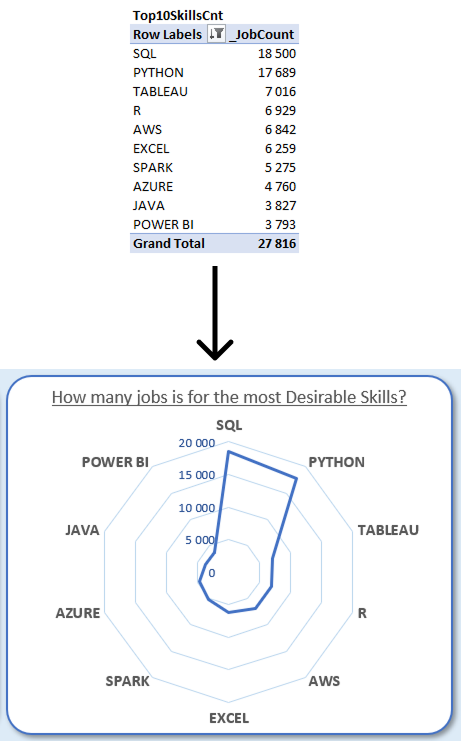 Top10SkillsCnt
Row Labels _JobCount
SQL 18 500
PYTHON 17 689
TABLEAU 7 016
R 6 929
AWS 6 842
EXCEL 6 259
SPARK 5 275
AZURE 4 760
JAVA 3 827
POWER BI 3 793
Grand Total 27 816
How many jobs is for the most Desirable Skills?
SQL
20 000
POWER BI
PYTHON
15 000
10 000
JAVA
TABLEAU
5 000
0
AZURE
R
SPARK
AWS
EXCEL